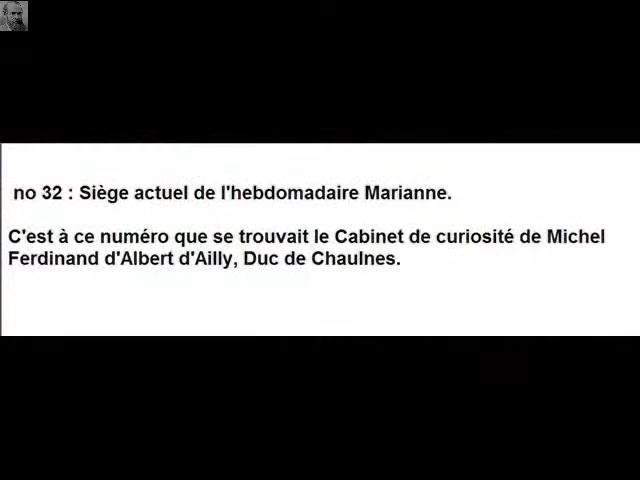 no 32 : Siège actuel de l'hebdomadaire Marianne.
C'est à ce numéro que se trouvait le Cabinet de curiosité de Michel
Ferdinand d'Albert d'Ailly, Duc de Chaulnes.